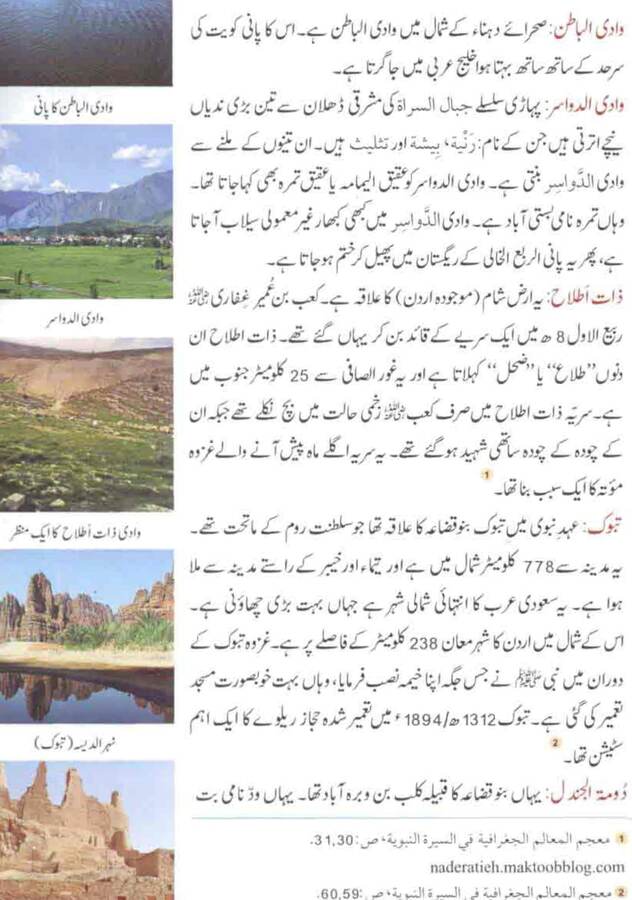 وادی الباطن: صحرائے دہناء کے شمال میں وادی الباطن ہے۔ اس کا پانی کویت کی
سرحد کے ساتھ ساتھ بہتا ہوا خلیج عربی میں جا گرتا ہے۔
وادی الدواسر: پہاڑی سلسلے جبال السراة کی مشرقی ڈھلان سے تین بڑی ندیاں
نیچے اترتی ہیں جن کے نام: رَنْیة، بِیشة اور تثلیث ہیں۔ ان تینوں کے ملنے سے
وادی الدَّواسِر بنتی ہے۔ وادی الدواسر کو عقیق الیمامہ یا عقیق تمرہ بھی کہا جاتا تھا۔
وہاں تمرہ نامی بستی آباد ہے۔ وادی الدَّواسِر میں کبھی کبھار غیر معمولی سیلاب آجاتا
ہے، پھر یہ پانی الربع الخالی کے ریگستان میں پھیل کر ختم ہو جاتا ہے۔
ذات أطلاح: یہ ارض شام (موجودہ اردن) کا علاقہ ہے۔ کعب بن عُمیر غِفاری ﷜
ربیع الاول 8 ھ میں ایک سریے کے قائد بن کر یہاں گئے تھے۔ ذات اطلاح ان
دنوں ”طلاع“ یا ”ضحل“ کہلاتا ہے اور یہ غور الصافی سے 25 کلومیٹر جنوب میں
ہے۔ سریّہ ذات اطلاح میں صرف کعب ﷜ زخمی حالت میں بچ نکلے تھے جبکہ ان
کے چودہ کے چودہ ساتھی شہید ہو گئے تھے۔ یہ سریہ اگلے ماہ پیش آنے والے غزوہ
مؤتہ کا ایک سبب بنا تھا۔ 1
تبوک: عہد نبوی میں تبوک بنو قضاعہ کا علاقہ تھا جو سلطنت روم کے ماتحت تھے۔
یہ مدینہ سے 778 کلومیٹر شمال میں ہے اور تیماء اور خیبر کے راستے مدینہ سے ملا
ہوا ہے۔ یہ سعودی عرب کا انتہائی شمالی شہر ہے جہاں بہت بڑی چھاؤنی ہے۔
اس کے شمال میں اردن کا شہر معان 238 کلومیٹر کے فاصلے پر ہے۔ غزوہ تبوک کے
دوران میں نبی ﷺ نے جس جگہ اپنا خیمہ نصب فرمایا، وہاں بہت خوبصورت مسجد
تعمیر کی گئی ہے۔ تبوک 1312ھ/1894ء میں تعمیر شدہ حجاز ریلوے کا ایک اہم
سٹیشن تھا۔ 2
دُومة الجندل: یہاں بنو قضاعہ کا قبیلہ کلب بن وبرہ آباد تھا۔ یہاں ودّ نامی بت
1 معجم المعالم الجغرافية في السيرة النبوية، ص:31,30.
naderatieh.maktoobblog.com
2 معجم المعالم الجغرافية في السيرة النبوية، ص:60,59.
وادی الباطن کا پانی
وادی الدواسر
وادی ذات أطلاح کا ایک منظر
نہر الدیسہ (تبوک)